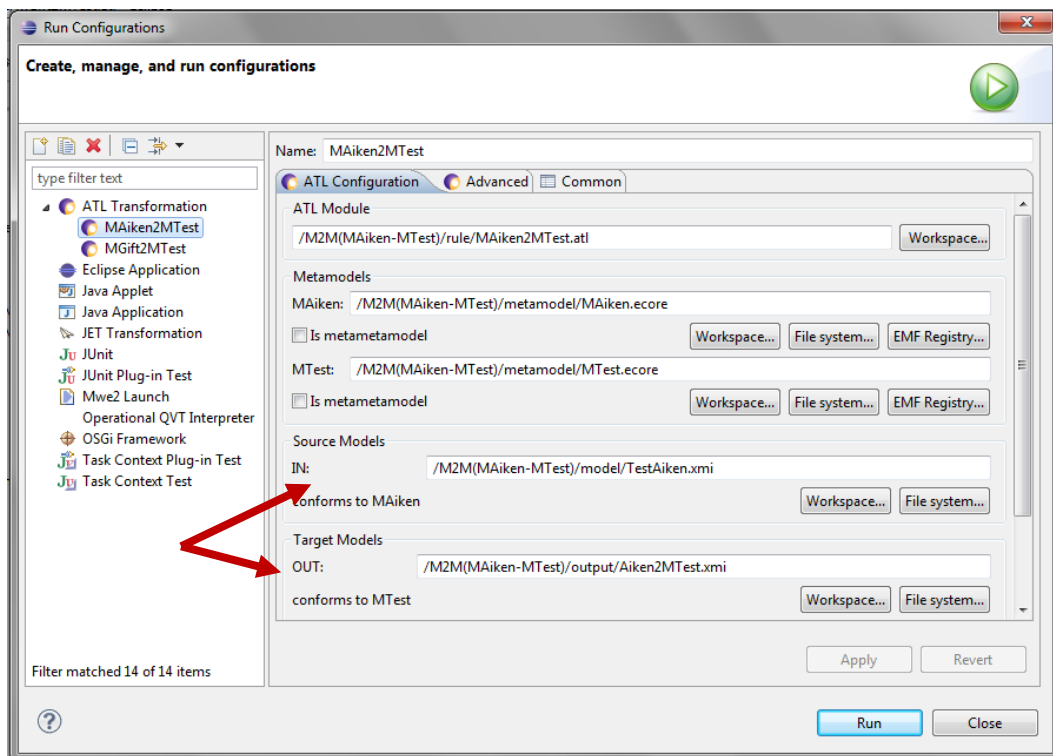 Run Configurations
Create, manage, and run configurations
type filter text
ATL Transformation
MAiken2MTest
MGift2MTest
Eclipse Application
Java Applet
Java Application
JET Transformation
JUnit
JUnit Plug-in Test
Mwe2 Launch
Operational QVT Interpreter
OSGi Framework
Task Context Plug-in Test
Task Context Test
Filter matched 14 of 14 items
Name: MAiken2MTest
ATL Configuration Advanced Common
ATL Module
/M2M(MAiken-MTest)/rule/MAiken2MTest.atl Workspace...
Metamodels
MAiken: /M2M(MAiken-MTest)/metamodel/MAiken.ecore
Is metametamodel Workspace... File system... EMF Registry...
MTest: /M2M(MAiken-MTest)/metamodel/MTest.ecore
Is metametamodel Workspace... File system... EMF Registry...
Source Models
IN: /M2M(MAiken-MTest)/model/TestAiken.xmi
conforms to MAiken Workspace... File system...
Target Models
OUT: /M2M(MAiken-MTest)/output/Aiken2MTest.xmi
conforms to MTest Workspace... File system...
Apply Revert
Run Close